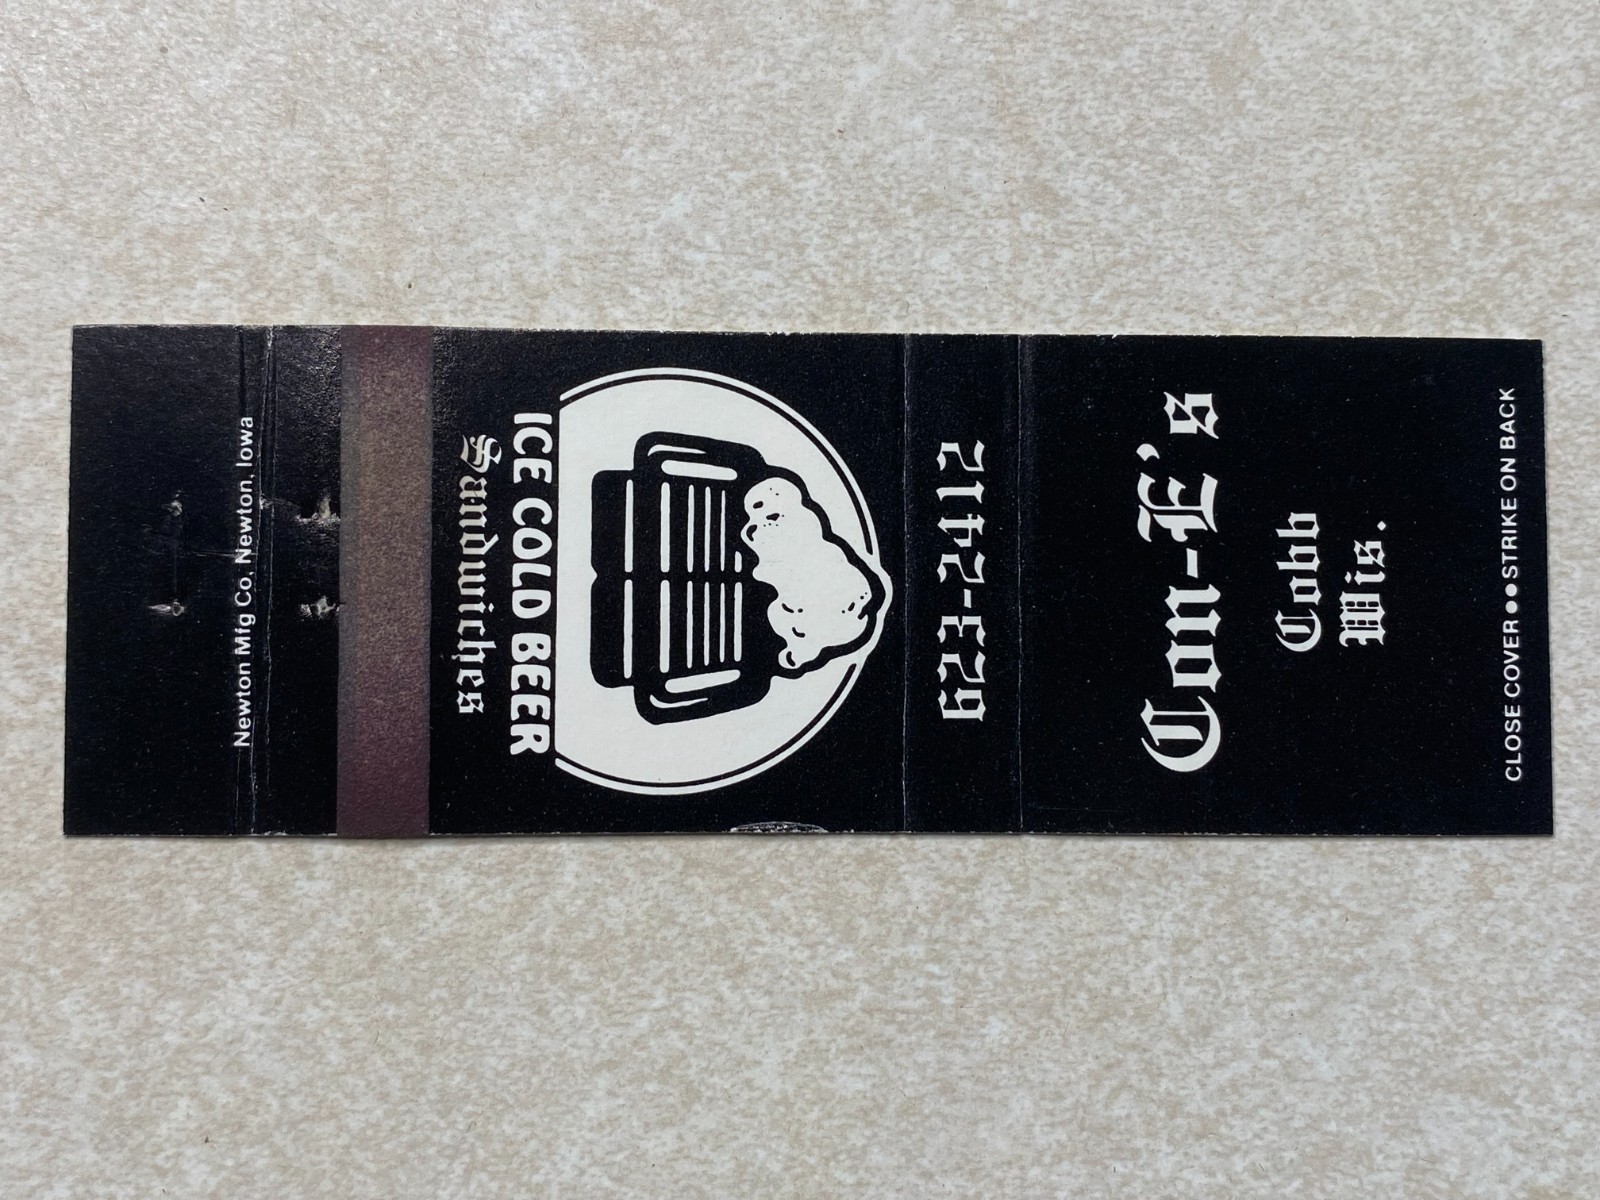 Con-E's
Cobb
Wis.
CLOSE COVER●●STRIKE ON BACK
623-2412
ICE COLD BEER
Sandwiches
Newton Mfg Co, Newton, Iowa